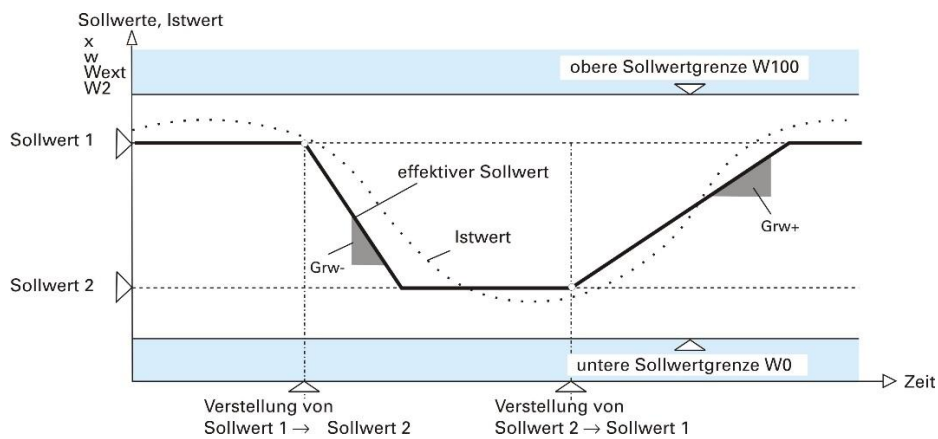 Sollwerte, Istwert
x
w
Wext
W2
obere Sollwertgrenze W100
Sollwert 1
effektiver Sollwert
Grw-
Istwert
Grw+
Sollwert 2
untere Sollwertgrenze W0
Zeit
Verstellung von
Sollwert 1 → Sollwert 2
Verstellung von
Sollwert 2 → Sollwert 1